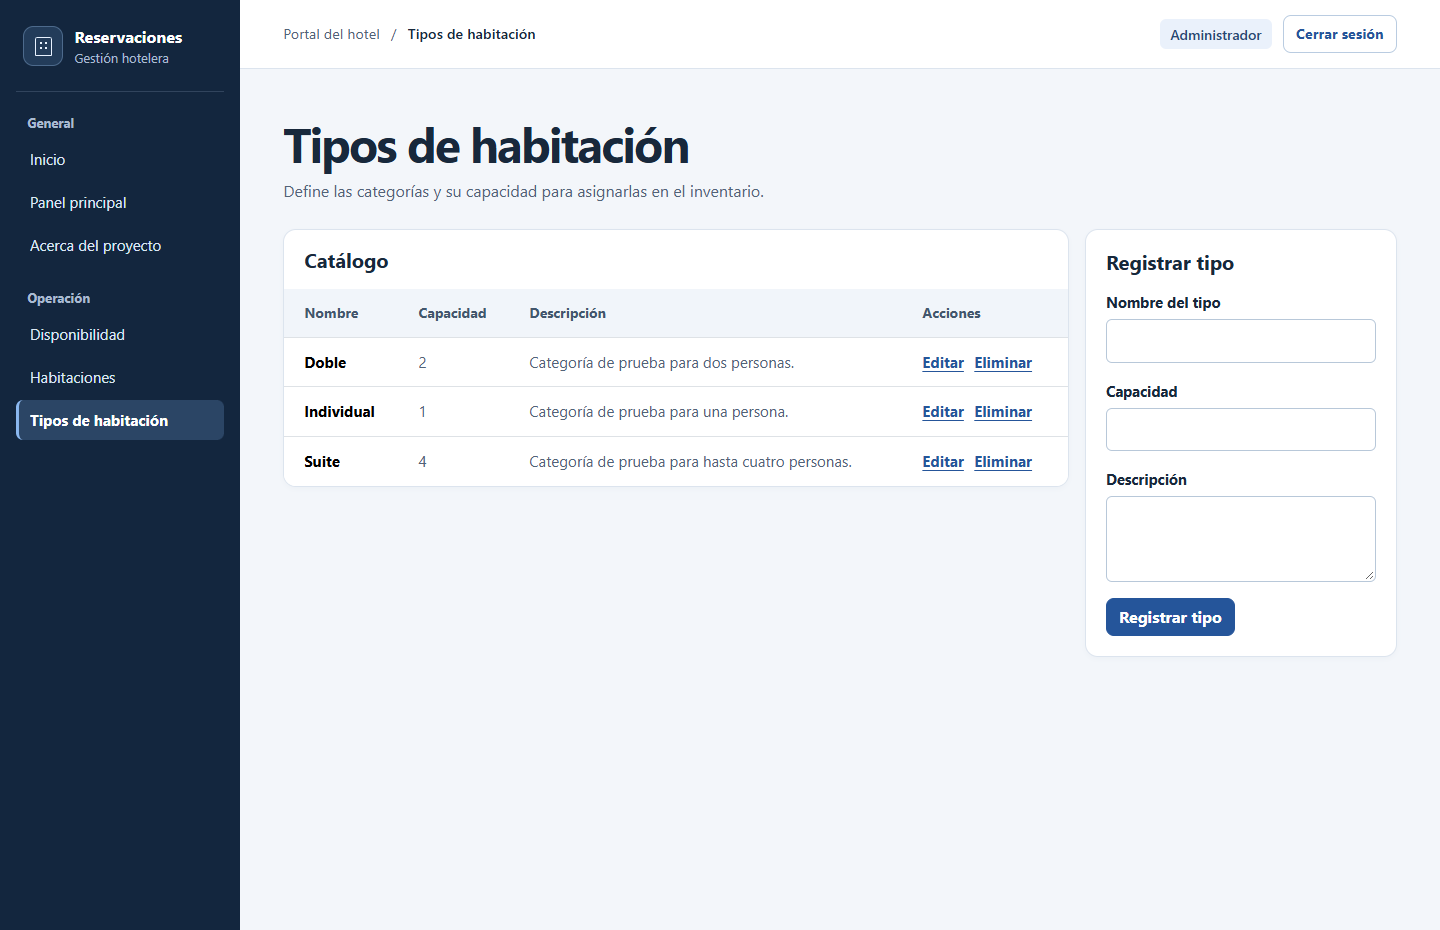 Reservaciones
Gestión hotelera
General
Inicio
Panel principal
Acerca del proyecto
Operación
Disponibilidad
Habitaciones
Tipos de habitación
Portal del hotel / Tipos de habitación
Administrador
Cerrar sesión
Tipos de habitación
Define las categorías y su capacidad para asignarlas en el inventario.
Catálogo
Nombre Capacidad Descripción Acciones
Doble 2 Categoría de prueba para dos personas. Editar Eliminar
Individual 1 Categoría de prueba para una persona. Editar Eliminar
Suite 4 Categoría de prueba para hasta cuatro personas. Editar Eliminar
Registrar tipo
Nombre del tipo
Capacidad
Descripción
Registrar tipo